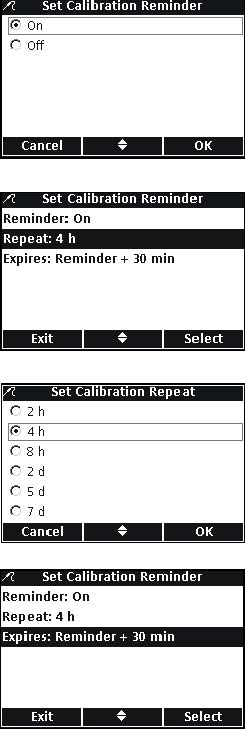 Set Calibration Reminder
On
Off
Cancel OK
Set Calibration Reminder
Reminder: On
Repeat: 4 h
Expires: Reminder + 30 min
Exit Select
Set Calibration Repeat
2 h
4 h
8 h
2 d
5 d
7 d
Cancel OK
Set Calibration Reminder
Reminder: On
Repeat: 4 h
Expires: Reminder + 30 min
Exit Select